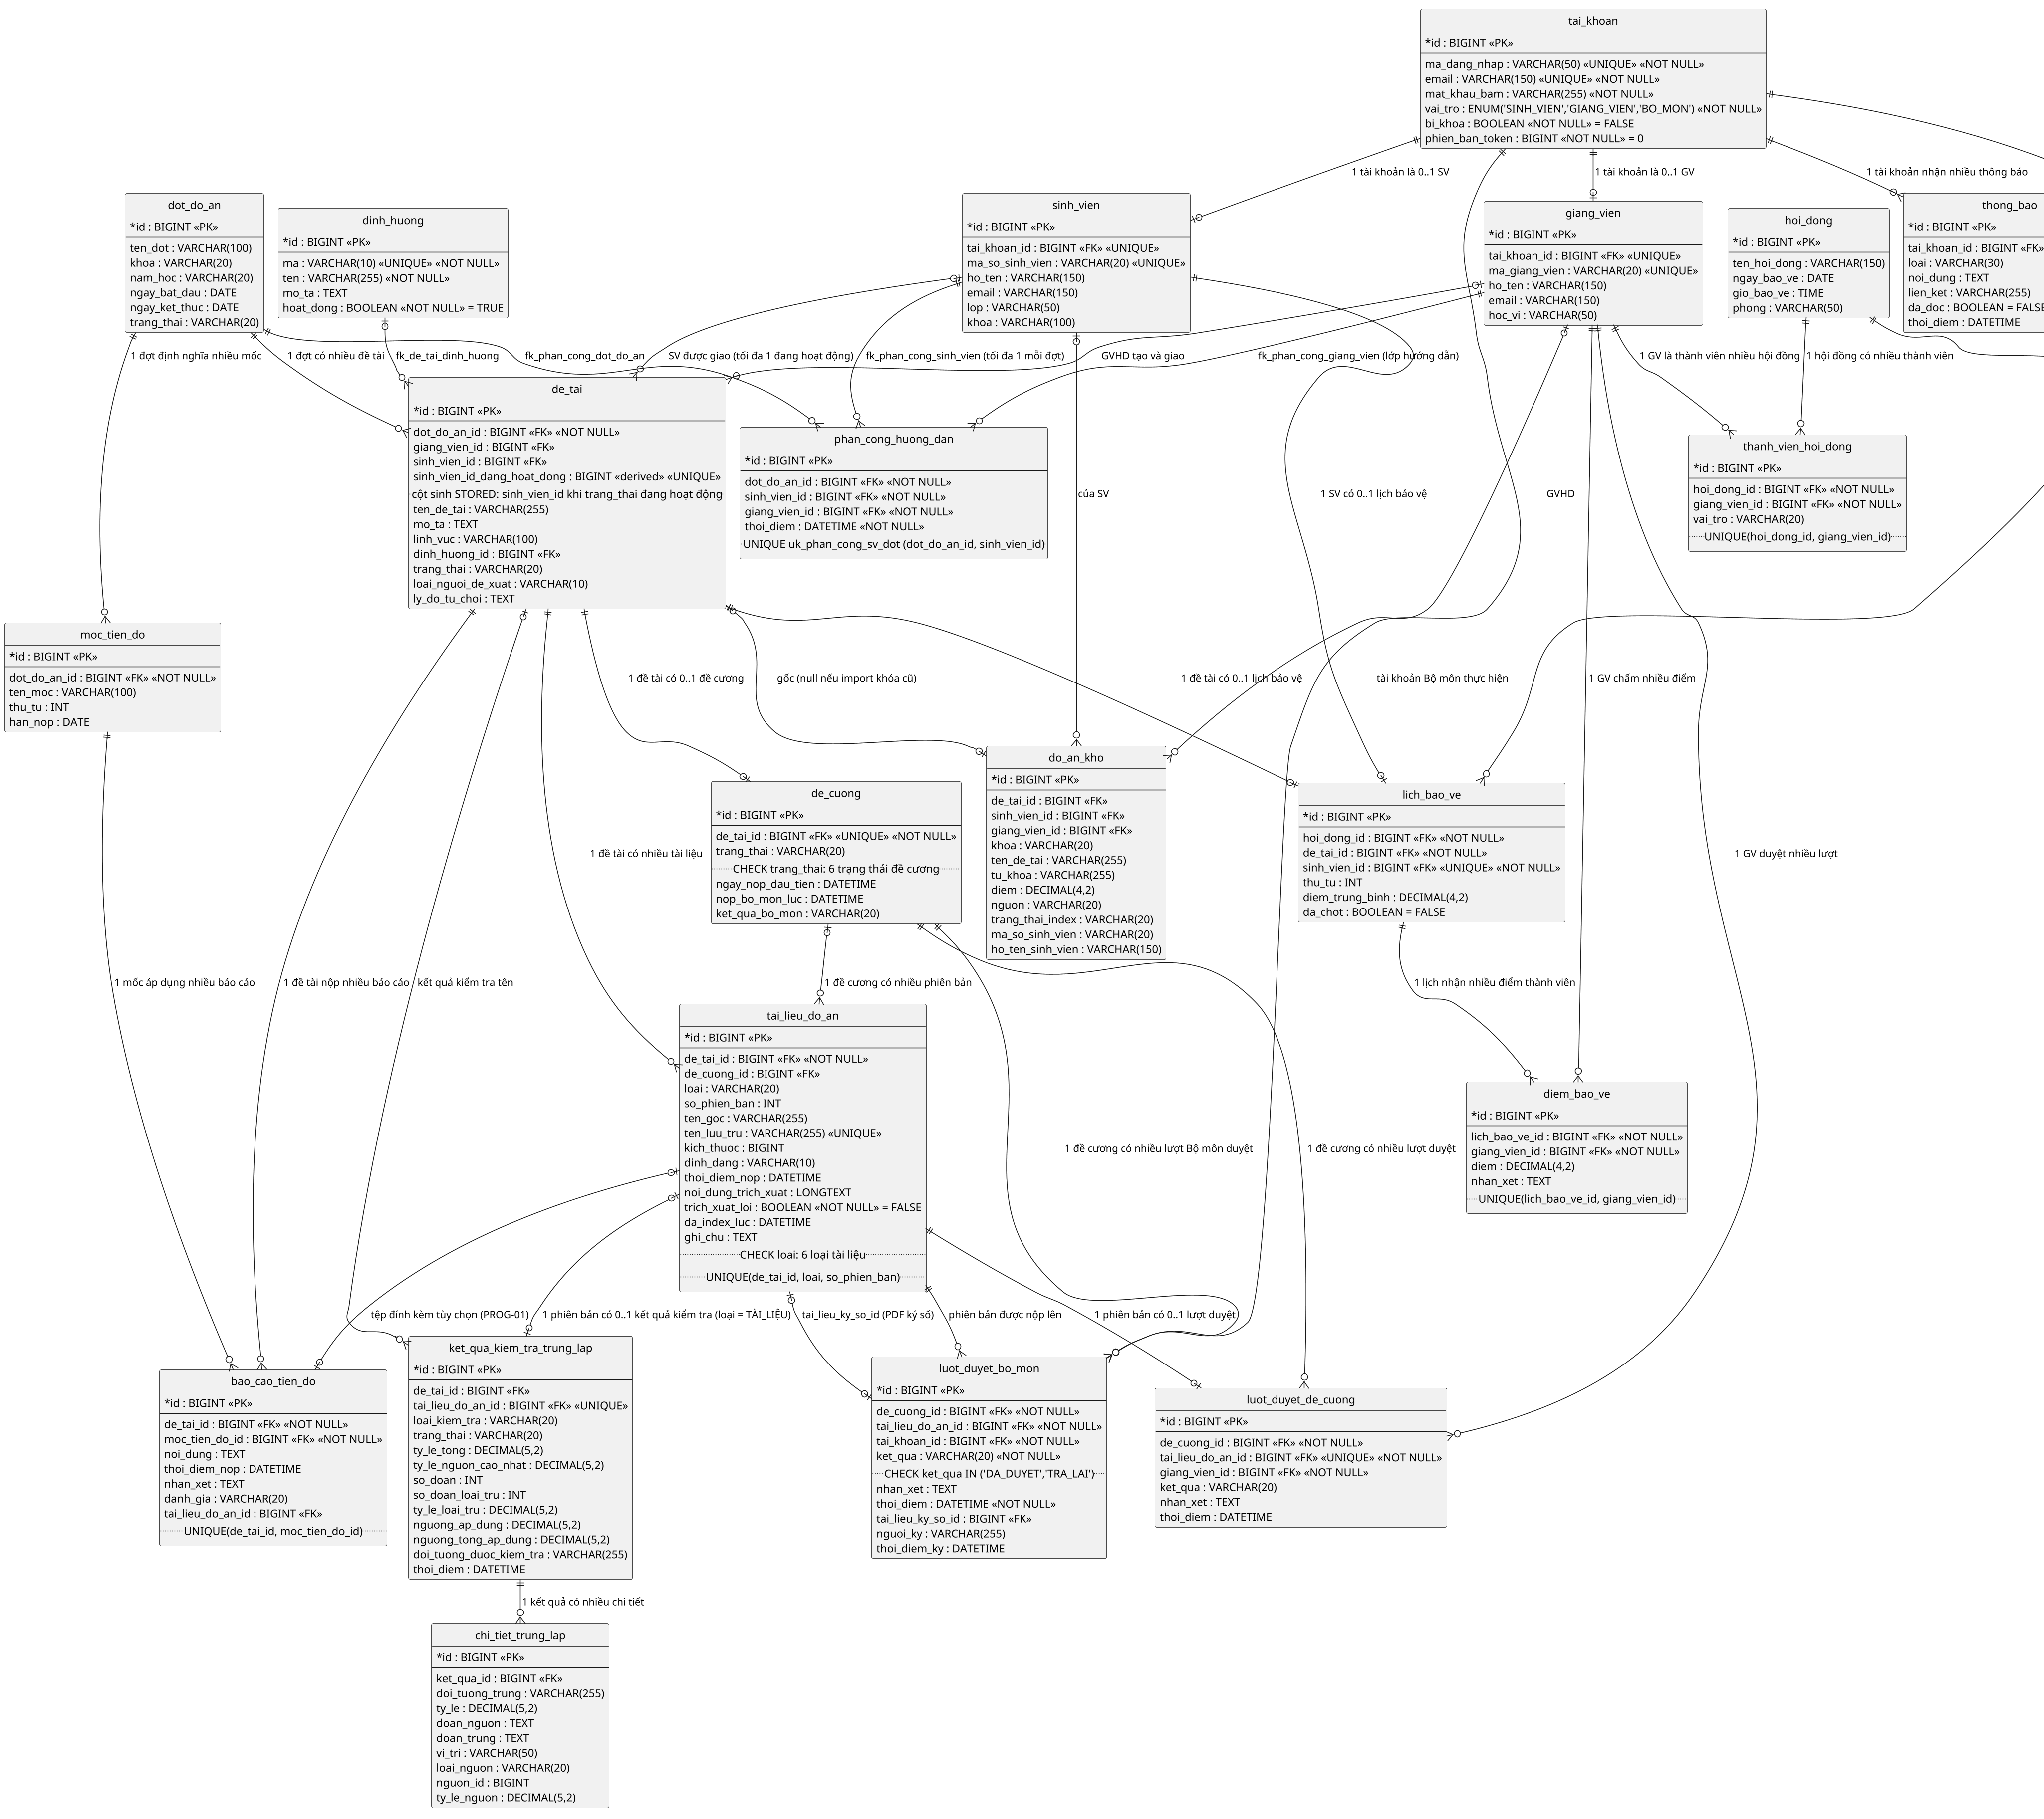 tai_khoan
*id : BIGINT «PK»
ma_dang_nhap : VARCHAR(50) «UNIQUE» «NOT NULL»
email : VARCHAR(150) «UNIQUE» «NOT NULL»
mat_khau_bam : VARCHAR(255) «NOT NULL»
vai_tro : ENUM('SINH_VIEN','GIANG_VIEN','BO_MON') «NOT NULL»
bi_khoa : BOOLEAN «NOT NULL» = FALSE
phien_ban_token : BIGINT «NOT NULL» = 0
1 tài khoản là 0..1 SV
1 tài khoản là 0..1 GV
1 tài khoản nhận nhiều thông báo
dot_do_an
*id : BIGINT «PK»
ten_dot : VARCHAR(100)
khoa : VARCHAR(20)
nam_hoc : VARCHAR(20)
ngay_bat_dau : DATE
ngay_ket_thuc : DATE
trang_thai : VARCHAR(20)
dinh_huong
*id : BIGINT «PK»
ma : VARCHAR(10) «UNIQUE» «NOT NULL»
ten : VARCHAR(255) «NOT NULL»
mo_ta : TEXT
hoat_dong : BOOLEAN «NOT NULL» = TRUE
sinh_vien
*id : BIGINT «PK»
tai_khoan_id : BIGINT «FK» «UNIQUE»
ma_so_sinh_vien : VARCHAR(20) «UNIQUE»
ho_ten : VARCHAR(150)
email : VARCHAR(150)
lop : VARCHAR(50)
khoa : VARCHAR(100)
giang_vien
*id : BIGINT «PK»
tai_khoan_id : BIGINT «FK» «UNIQUE»
ma_giang_vien : VARCHAR(20) «UNIQUE»
ho_ten : VARCHAR(150)
email : VARCHAR(150)
hoc_vi : VARCHAR(50)
hoi_dong
*id : BIGINT «PK»
ten_hoi_dong : VARCHAR(150)
ngay_bao_ve : DATE
gio_bao_ve : TIME
phong : VARCHAR(50)
thong_bao
*id : BIGINT «PK»
tai_khoan_id : BIGINT «FK»
loai : VARCHAR(30)
noi_dung : TEXT
lien_ket : VARCHAR(255)
da_doc : BOOLEAN = FALSE
thoi_diem : DATETIME
1 đợt định nghĩa nhiều mốc
1 đợt có nhiều đề tài
fk_de_tai_dinh_huong
fk_phan_cong_dot_do_an
SV được giao (tối đa 1 đang hoạt động)
fk_phan_cong_sinh_vien (tối đa 1 mỗi đợt)
GVHD tạo và giao
fk_phan_cong_giang_vien (lớp hướng dẫn)
1 GV là thành viên nhiều hội đồng
1 hội đồng có nhiều thành viên
de_tai
*id : BIGINT «PK»
dot_do_an_id : BIGINT «FK» «NOT NULL»
giang_vien_id : BIGINT «FK»
sinh_vien_id : BIGINT «FK»
sinh_vien_id_dang_hoat_dong : BIGINT «derived» «UNIQUE»
cột sinh STORED: sinh_vien_id khi trang_thai đang hoạt động
ten_de_tai : VARCHAR(255)
mo_ta : TEXT
linh_vuc : VARCHAR(100)
dinh_huong_id : BIGINT «FK»
trang_thai : VARCHAR(20)
loai_nguoi_de_xuat : VARCHAR(10)
ly_do_tu_choi : TEXT
phan_cong_huong_dan
*id : BIGINT «PK»
dot_do_an_id : BIGINT «FK» «NOT NULL»
sinh_vien_id : BIGINT «FK» «NOT NULL»
giang_vien_id : BIGINT «FK» «NOT NULL»
thoi_diem : DATETIME «NOT NULL»
UNIQUE uk_phan_cong_sv_dot (dot_do_an_id, sinh_vien_id)
thanh_vien_hoi_dong
*id : BIGINT «PK»
hoi_dong_id : BIGINT «FK» «NOT NULL»
giang_vien_id : BIGINT «FK» «NOT NULL»
vai_tro : VARCHAR(20)
UNIQUE(hoi_dong_id, giang_vien_id)
của SV
1 SV có 0..1 lịch bảo vệ
GVHD
moc_tien_do
*id : BIGINT «PK»
dot_do_an_id : BIGINT «FK» «NOT NULL»
ten_moc : VARCHAR(100)
thu_tu : INT
han_nop : DATE
1 đề tài có 0..1 đề cương
gốc (null nếu import khóa cũ)
1 đề tài có 0..1 lịch bảo vệ
tài khoản Bộ môn thực hiện
1 GV chấm nhiều điểm
1 GV duyệt nhiều lượt
1 đề tài có nhiều tài liệu
de_cuong
*id : BIGINT «PK»
de_tai_id : BIGINT «FK» «UNIQUE» «NOT NULL»
trang_thai : VARCHAR(20)
CHECK trang_thai: 6 trạng thái đề cương
ngay_nop_dau_tien : DATETIME
nop_bo_mon_luc : DATETIME
ket_qua_bo_mon : VARCHAR(20)
do_an_kho
*id : BIGINT «PK»
de_tai_id : BIGINT «FK»
sinh_vien_id : BIGINT «FK»
giang_vien_id : BIGINT «FK»
khoa : VARCHAR(20)
ten_de_tai : VARCHAR(255)
tu_khoa : VARCHAR(255)
diem : DECIMAL(4,2)
nguon : VARCHAR(20)
trang_thai_index : VARCHAR(20)
ma_so_sinh_vien : VARCHAR(20)
ho_ten_sinh_vien : VARCHAR(150)
lich_bao_ve
*id : BIGINT «PK»
hoi_dong_id : BIGINT «FK» «NOT NULL»
de_tai_id : BIGINT «FK» «NOT NULL»
sinh_vien_id : BIGINT «FK» «UNIQUE» «NOT NULL»
thu_tu : INT
diem_trung_binh : DECIMAL(4,2)
da_chot : BOOLEAN = FALSE
1 mốc áp dụng nhiều báo cáo
1 đề tài nộp nhiều báo cáo
kết quả kiểm tra tên
1 đề cương có nhiều phiên bản
1 lịch nhận nhiều điểm thành viên
tai_lieu_do_an
*id : BIGINT «PK»
de_tai_id : BIGINT «FK» «NOT NULL»
de_cuong_id : BIGINT «FK»
loai : VARCHAR(20)
so_phien_ban : INT
ten_goc : VARCHAR(255)
ten_luu_tru : VARCHAR(255) «UNIQUE»
kich_thuoc : BIGINT
dinh_dang : VARCHAR(10)
thoi_diem_nop : DATETIME
noi_dung_trich_xuat : LONGTEXT
trich_xuat_loi : BOOLEAN «NOT NULL» = FALSE
da_index_luc : DATETIME
ghi_chu : TEXT
CHECK loai: 6 loại tài liệu
UNIQUE(de_tai_id, loai, so_phien_ban)
diem_bao_ve
*id : BIGINT «PK»
lich_bao_ve_id : BIGINT «FK» «NOT NULL»
giang_vien_id : BIGINT «FK» «NOT NULL»
diem : DECIMAL(4,2)
nhan_xet : TEXT
UNIQUE(lich_bao_ve_id, giang_vien_id)
1 đề cương có nhiều lượt Bộ môn duyệt
1 đề cương có nhiều lượt duyệt
tệp đính kèm tùy chọn (PROG-01)
1 phiên bản có 0..1 kết quả kiểm tra (loại = TÀI_LIỆU)
tai_lieu_ky_so_id (PDF ký số)
phiên bản được nộp lên
1 phiên bản có 0..1 lượt duyệt
bao_cao_tien_do
*id : BIGINT «PK»
de_tai_id : BIGINT «FK» «NOT NULL»
moc_tien_do_id : BIGINT «FK» «NOT NULL»
noi_dung : TEXT
thoi_diem_nop : DATETIME
nhan_xet : TEXT
danh_gia : VARCHAR(20)
tai_lieu_do_an_id : BIGINT «FK»
UNIQUE(de_tai_id, moc_tien_do_id)
ket_qua_kiem_tra_trung_lap
*id : BIGINT «PK»
de_tai_id : BIGINT «FK»
tai_lieu_do_an_id : BIGINT «FK» «UNIQUE»
loai_kiem_tra : VARCHAR(20)
trang_thai : VARCHAR(20)
ty_le_tong : DECIMAL(5,2)
ty_le_nguon_cao_nhat : DECIMAL(5,2)
so_doan : INT
so_doan_loai_tru : INT
ty_le_loai_tru : DECIMAL(5,2)
nguong_ap_dung : DECIMAL(5,2)
nguong_tong_ap_dung : DECIMAL(5,2)
doi_tuong_duoc_kiem_tra : VARCHAR(255)
thoi_diem : DATETIME
luot_duyet_bo_mon
*id : BIGINT «PK»
de_cuong_id : BIGINT «FK» «NOT NULL»
tai_lieu_do_an_id : BIGINT «FK» «NOT NULL»
tai_khoan_id : BIGINT «FK» «NOT NULL»
ket_qua : VARCHAR(20) «NOT NULL»
CHECK ket_qua IN ('DA_DUYET','TRA_LAI')
nhan_xet : TEXT
thoi_diem : DATETIME «NOT NULL»
tai_lieu_ky_so_id : BIGINT «FK»
nguoi_ky : VARCHAR(255)
thoi_diem_ky : DATETIME
luot_duyet_de_cuong
*id : BIGINT «PK»
de_cuong_id : BIGINT «FK» «NOT NULL»
tai_lieu_do_an_id : BIGINT «FK» «UNIQUE» «NOT NULL»
giang_vien_id : BIGINT «FK» «NOT NULL»
ket_qua : VARCHAR(20)
nhan_xet : TEXT
thoi_diem : DATETIME
1 kết quả có nhiều chi tiết
chi_tiet_trung_lap
*id : BIGINT «PK»
ket_qua_id : BIGINT «FK»
doi_tuong_trung : VARCHAR(255)
ty_le : DECIMAL(5,2)
doan_nguon : TEXT
doan_trung : TEXT
vi_tri : VARCHAR(50)
loai_nguon : VARCHAR(20)
nguon_id : BIGINT
ty_le_nguon : DECIMAL(5,2)